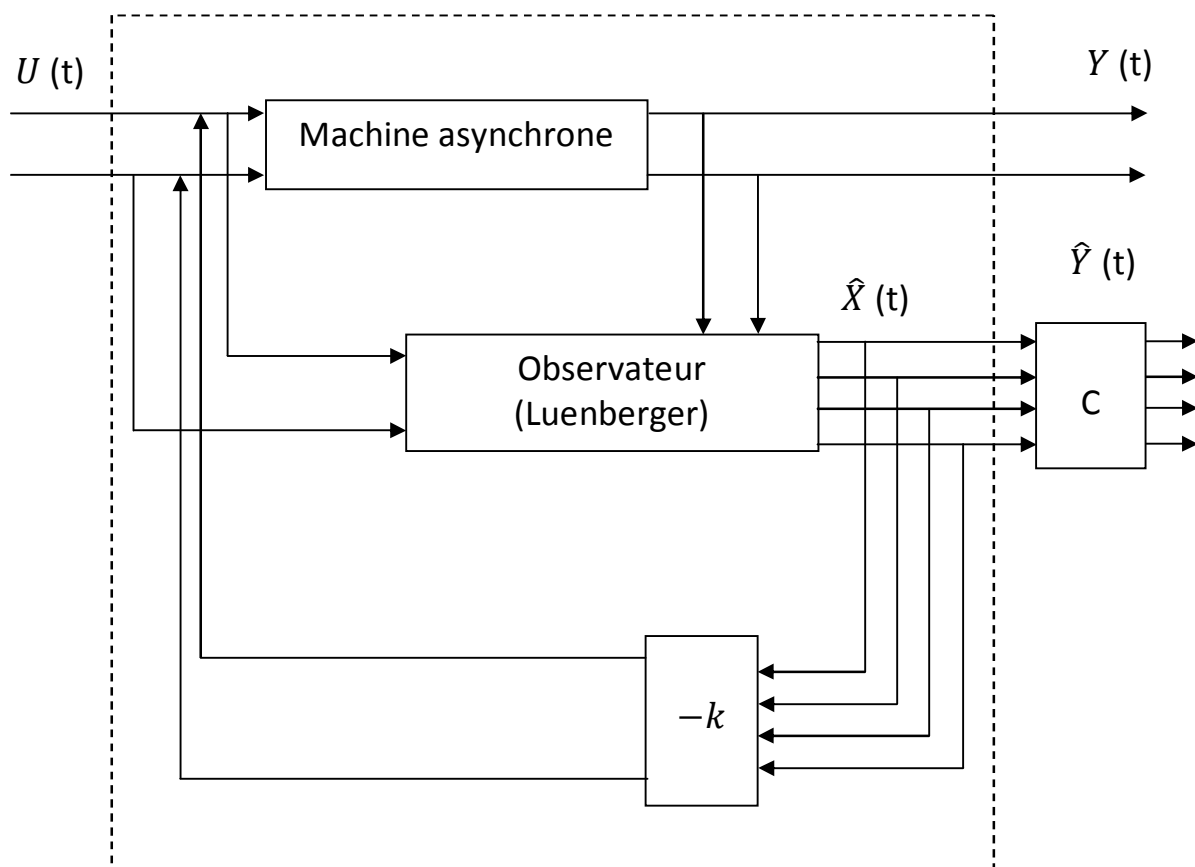 U (t)
Y (t)
Machine asynchrone
Ŷ (t)
X̂ (t)
Observateur
(Luenberger)
C
−k